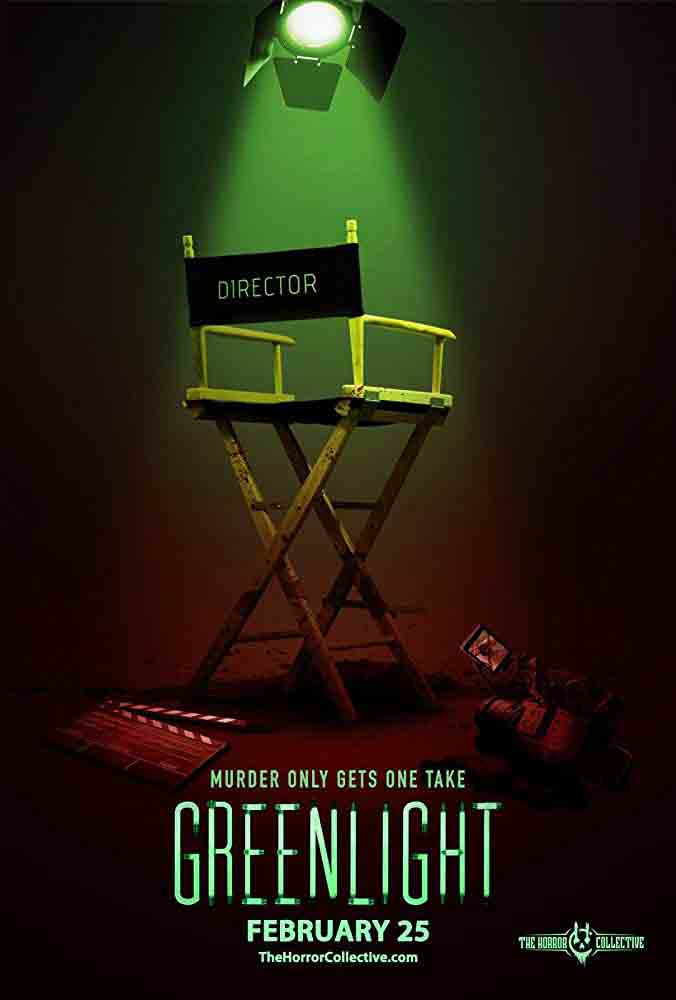 DIRECTOR
MURDER ONLY GETS ONE TAKE
GREENLIGHT
FEBRUARY 25
TheHorrorCollective.com
THE HORROR COLLECTIVE